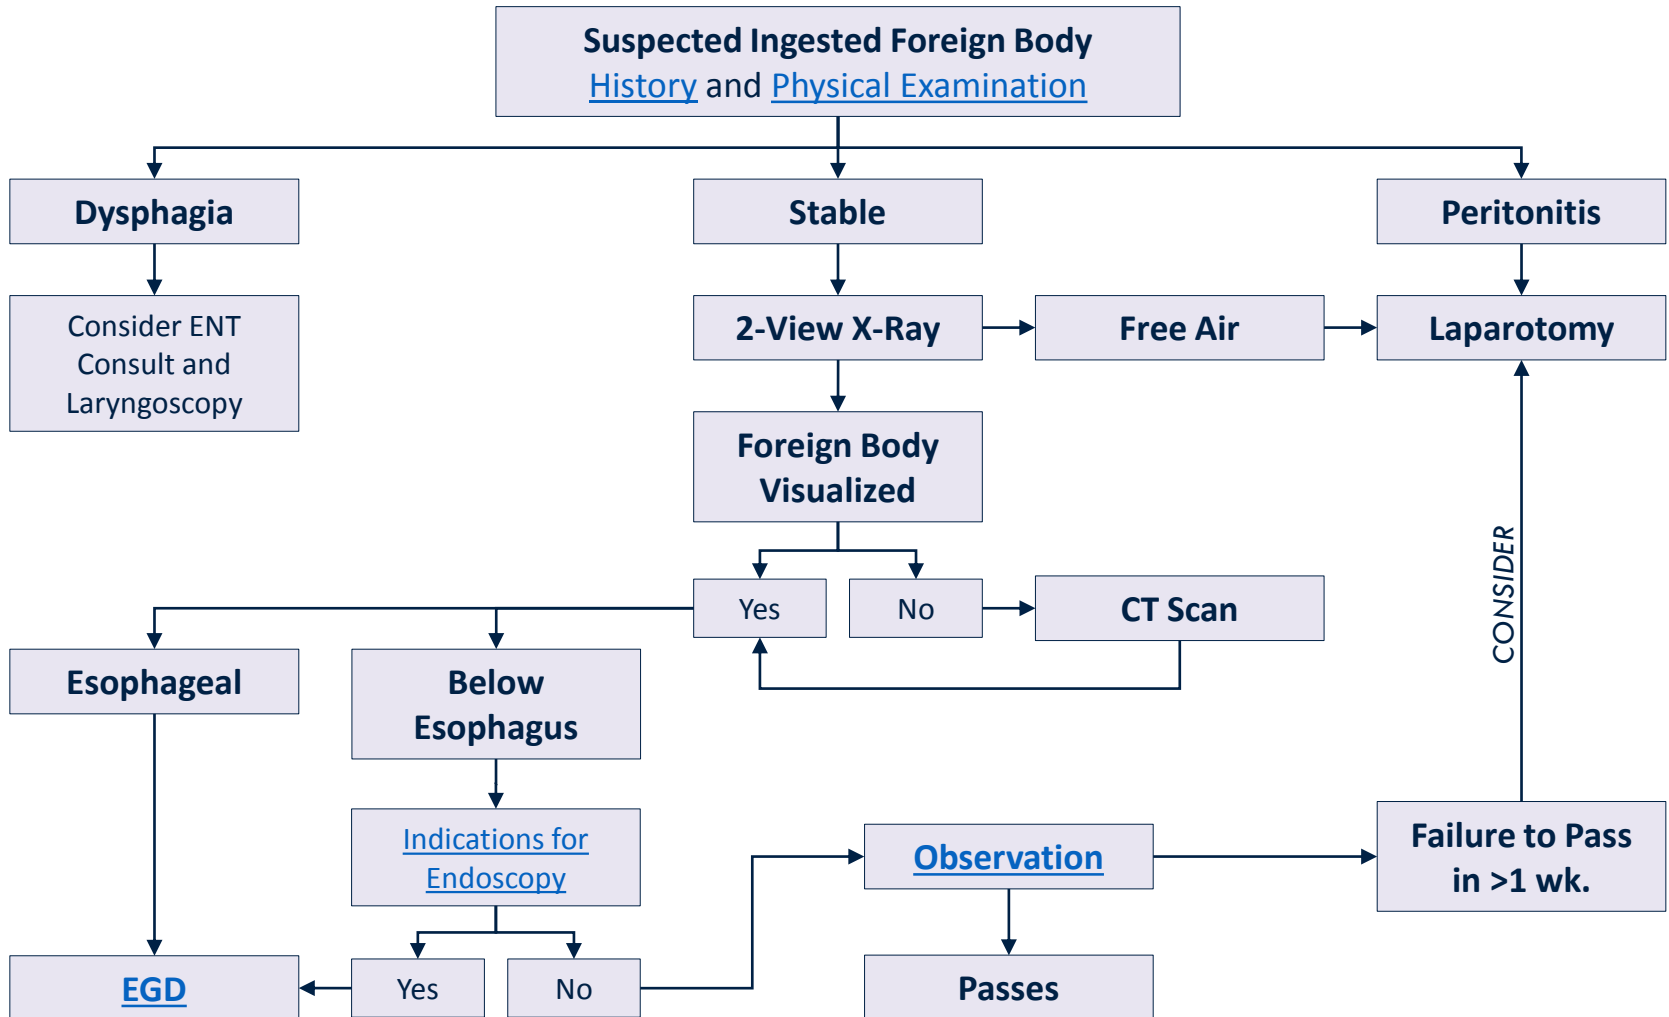 Suspected Ingested Foreign Body
History and Physical Examination
Dysphagia
Stable
Peritonitis
Consider ENT
Consult and
Laryngoscopy
2-View X-Ray
Free Air
Laparotomy
Foreign Body
Visualized
CONSIDER
Yes
No
CT Scan
Esophageal
Below
Esophagus
Indications for
Endoscopy
Observation
Failure to Pass
in >1 wk.
EGD
Yes
No
Passes